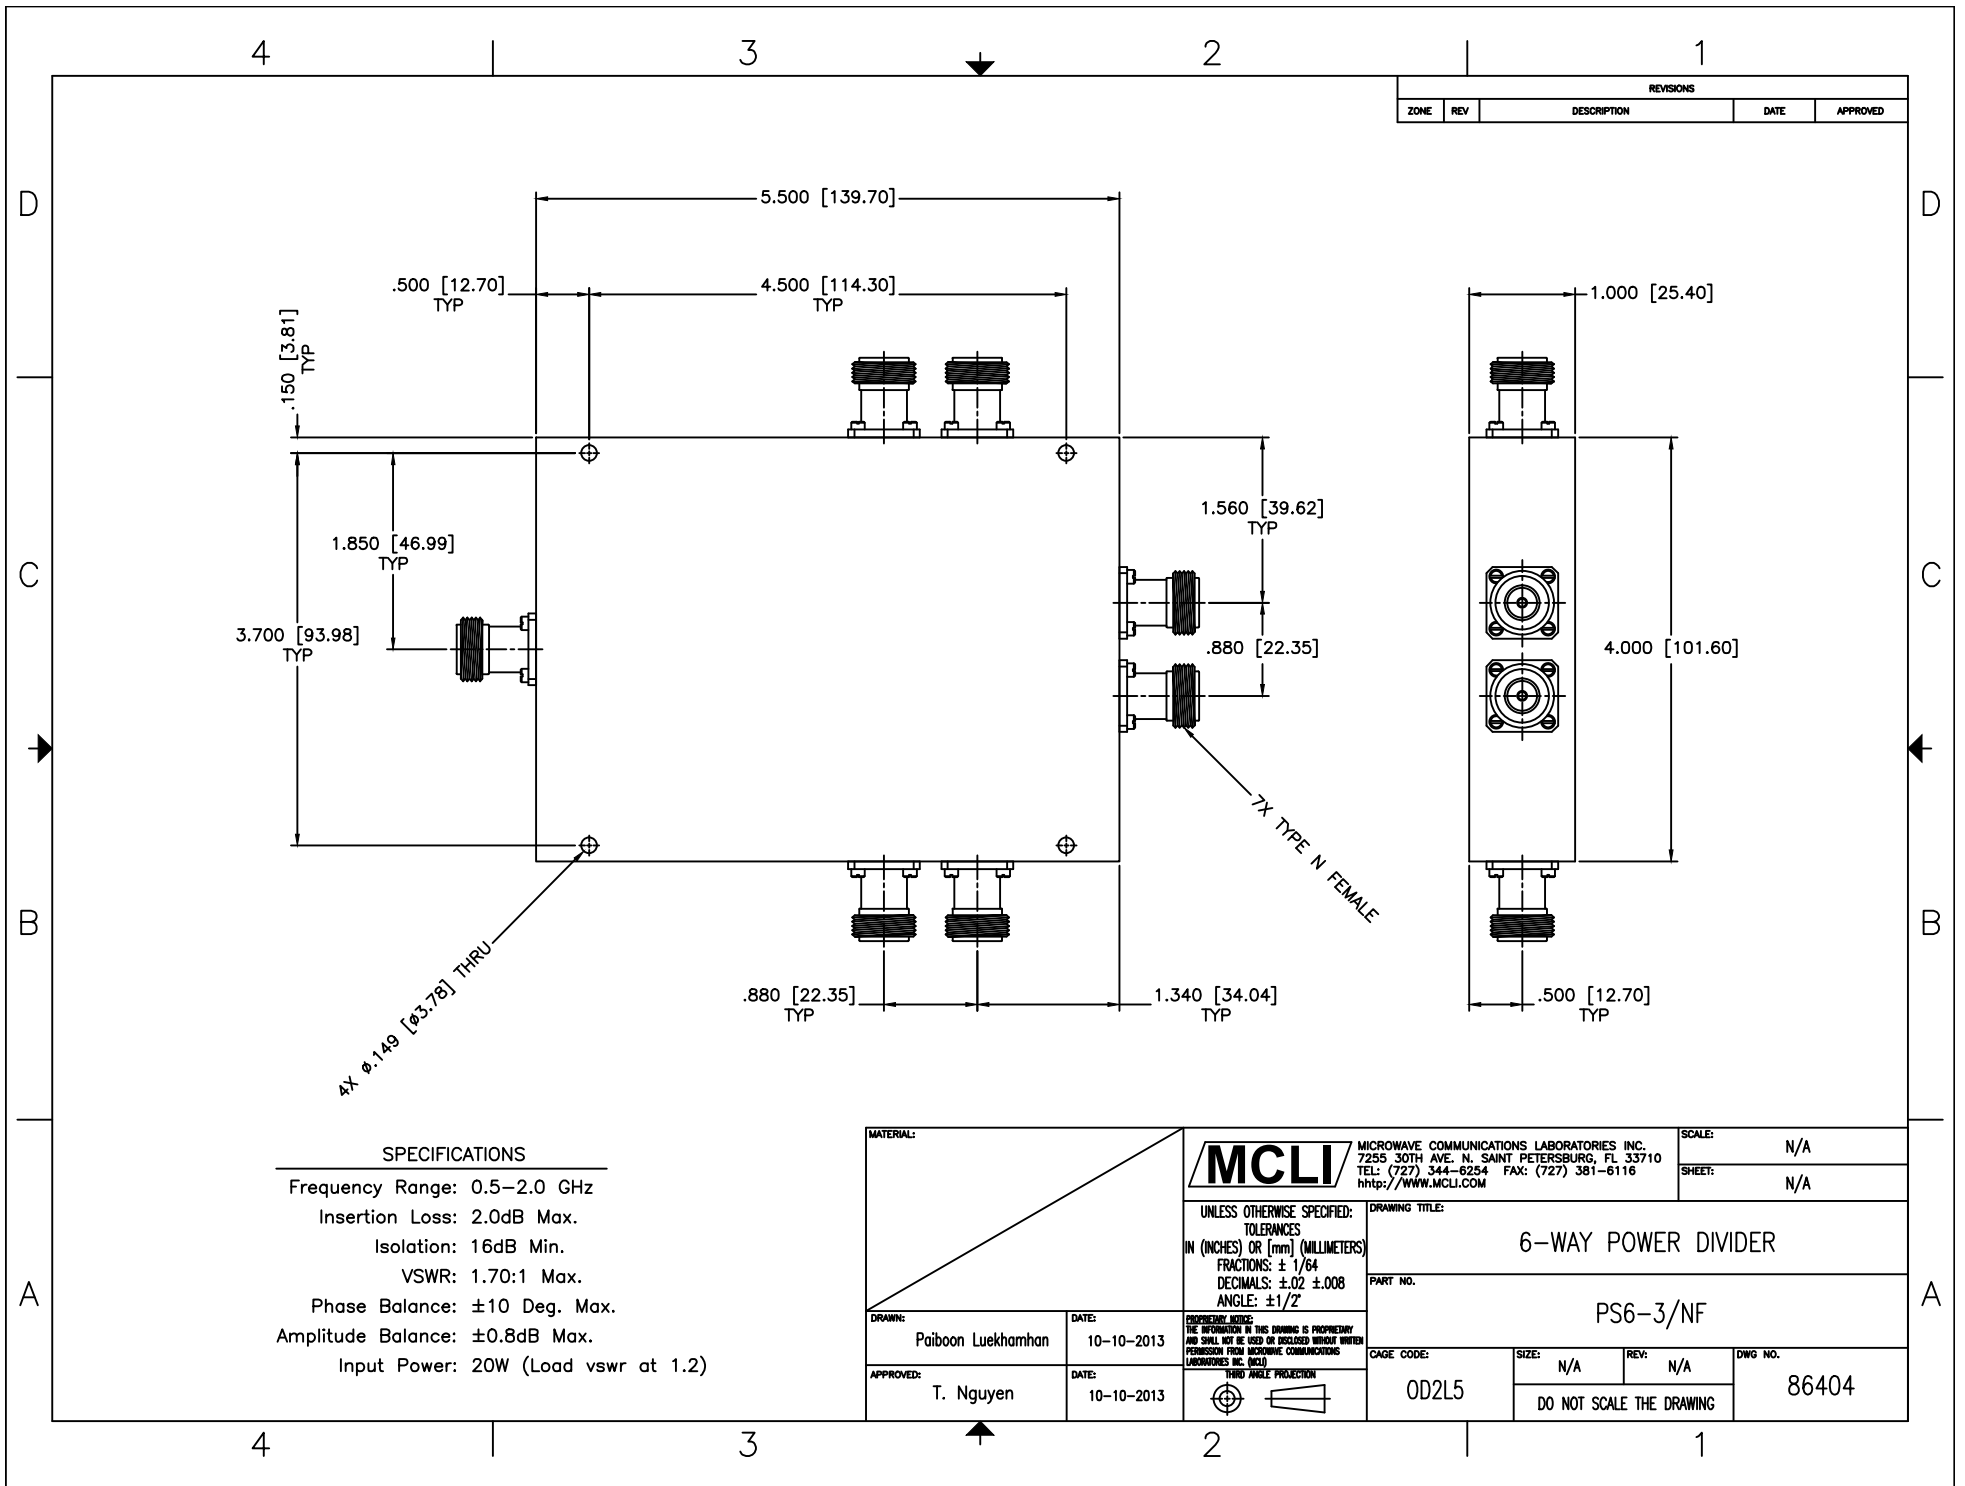 4 3 2 1
REVISIONS
ZONE REV DESCRIPTION DATE APPROVED
D D
5.500 [139.70]
.500 [12.70]
TYP
4.500 [114.30]
TYP
1.000 [25.40]
.150 [3.81]
TYP
1.560 [39.62]
TYP
1.850 [46.99]
TYP
C C
3.700 [93.98]
TYP
.880 [22.35]
4.000 [101.60]
7X TYPE N FEMALE
B B
4X ø.149 [ø3.78] THRU
.880 [22.35]
TYP
1.340 [34.04]
TYP
.500 [12.70]
TYP
SPECIFICATIONS
Frequency Range: 0.5-2.0 GHz
Insertion Loss: 2.0dB Max.
Isolation: 16dB Min.
VSWR: 1.70:1 Max.
Phase Balance: ±10 Deg. Max.
Amplitude Balance: ±0.8dB Max.
Input Power: 20W (Load vswr at 1.2)
A A
MATERIAL:
MCLI
MICROWAVE COMMUNICATIONS LABORATORIES INC.
7255 30TH AVE. N. SAINT PETERSBURG, FL 33710
TEL: (727) 344-6254 FAX: (727) 381-6116
hhtp://WWW.MCLI.COM
SCALE: N/A
SHEET: N/A
UNLESS OTHERWISE SPECIFIED:
TOLERANCES
IN (INCHES) OR [mm] (MILLIMETERS)
FRACTIONS: ± 1/64
DECIMALS: ±.02 ±.008
ANGLE: ±1/2°
DRAWING TITLE:
6-WAY POWER DIVIDER
PART NO.
PS6-3/NF
DRAWN: Paiboon Luekhamhan
DATE: 10-10-2013
APPROVED: T. Nguyen
DATE: 10-10-2013
PROPRIETARY NOTICE:
THE INFORMATION IN THIS DRAWING IS PROPRIETARY
AND SHALL NOT BE USED OR DISCLOSED WITHOUT WRITTEN
PERMISSION FROM MICROWAVE COMMUNICATIONS
LABORATORIES INC. (MCLI)
THIRD ANGLE PROJECTION
CAGE CODE: 0D2L5
SIZE: N/A
REV: N/A
DWG NO. 86404
DO NOT SCALE THE DRAWING
4 3 2 1